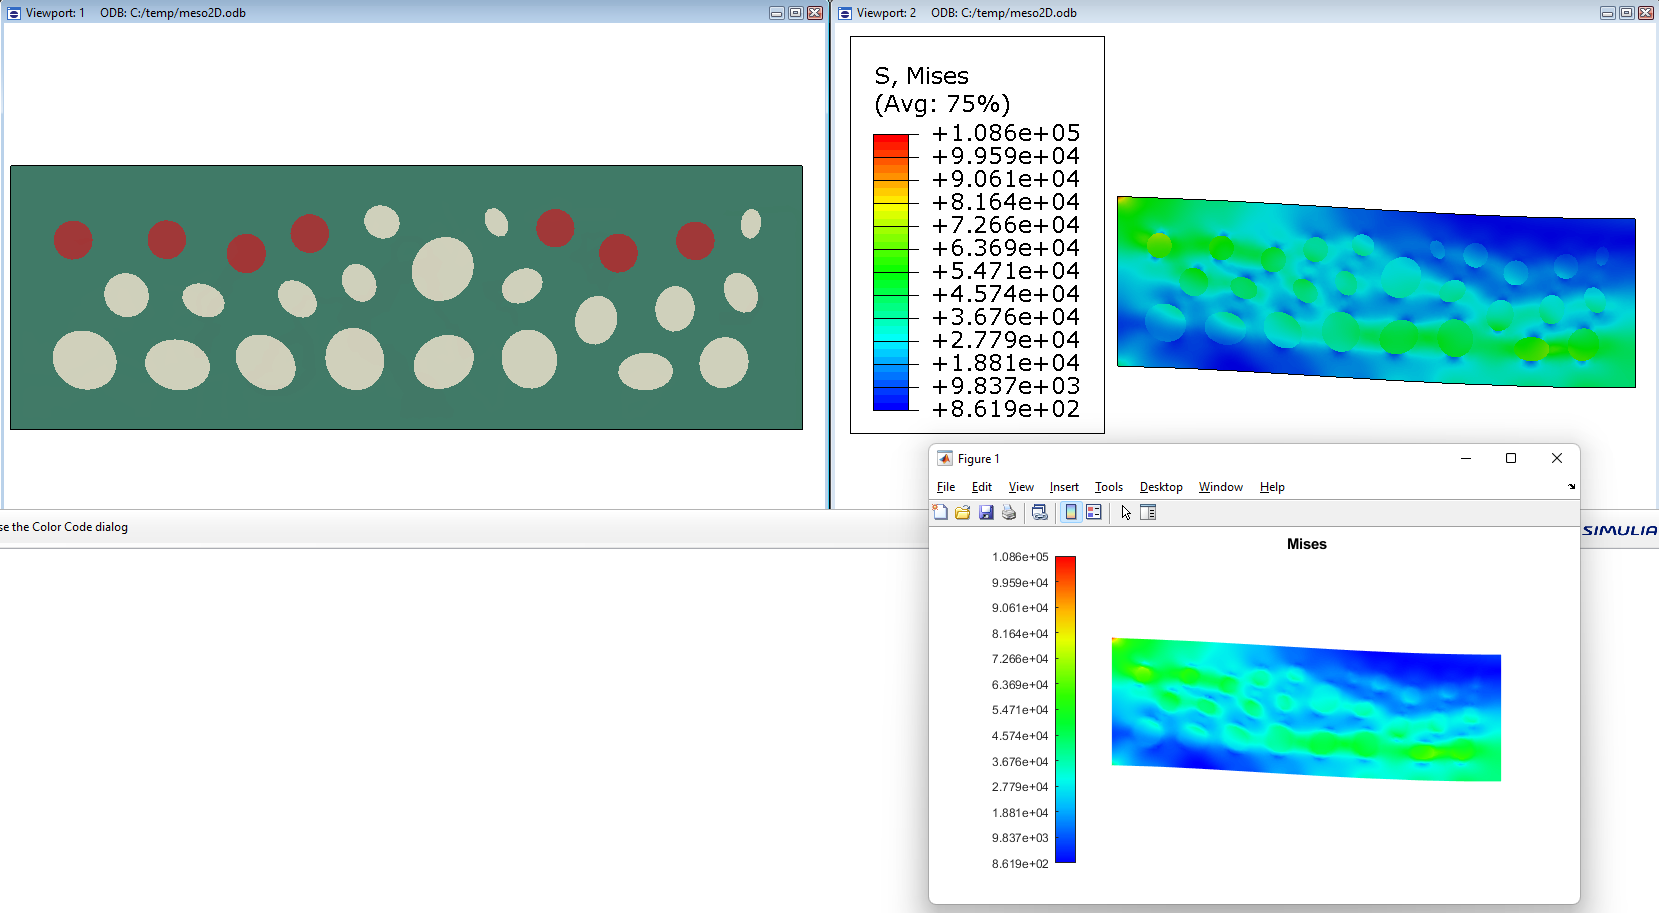 Viewport: 1 ODB: C:/temp/meso2D.odb
Viewport: 2 ODB: C:/temp/meso2D.odb
S, Mises
(Avg: 75%)
+1.086e+05
+9.959e+04
+9.061e+04
+8.164e+04
+7.266e+04
+6.369e+04
+5.471e+04
+4.574e+04
+3.676e+04
+2.779e+04
+1.881e+04
+9.837e+03
+8.619e+02
se the Color Code dialog
SIMULIA
Figure 1
File Edit View Insert Tools Desktop Window Help
Mises
1.086e+05
9.959e+04
9.061e+04
8.164e+04
7.266e+04
6.369e+04
5.471e+04
4.574e+04
3.676e+04
2.779e+04
1.881e+04
9.837e+03
8.619e+02